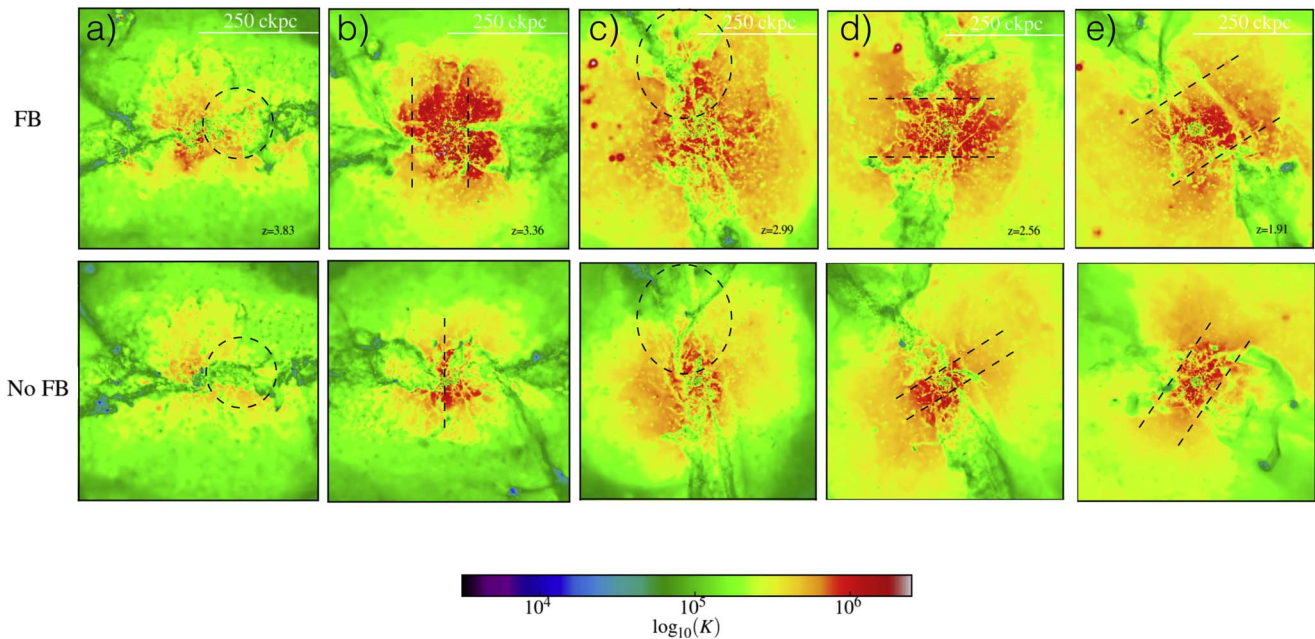 a) 250 ckpc
b) 250 ckpc
c) 250 ckpc
d) 250 ckpc
e) 250 ckpc
FB
z=3.83
z=3.36
z=2.99
z=2.56
z=1.91
No FB
10⁴ 10⁵ 10⁶
log₁₀(K)